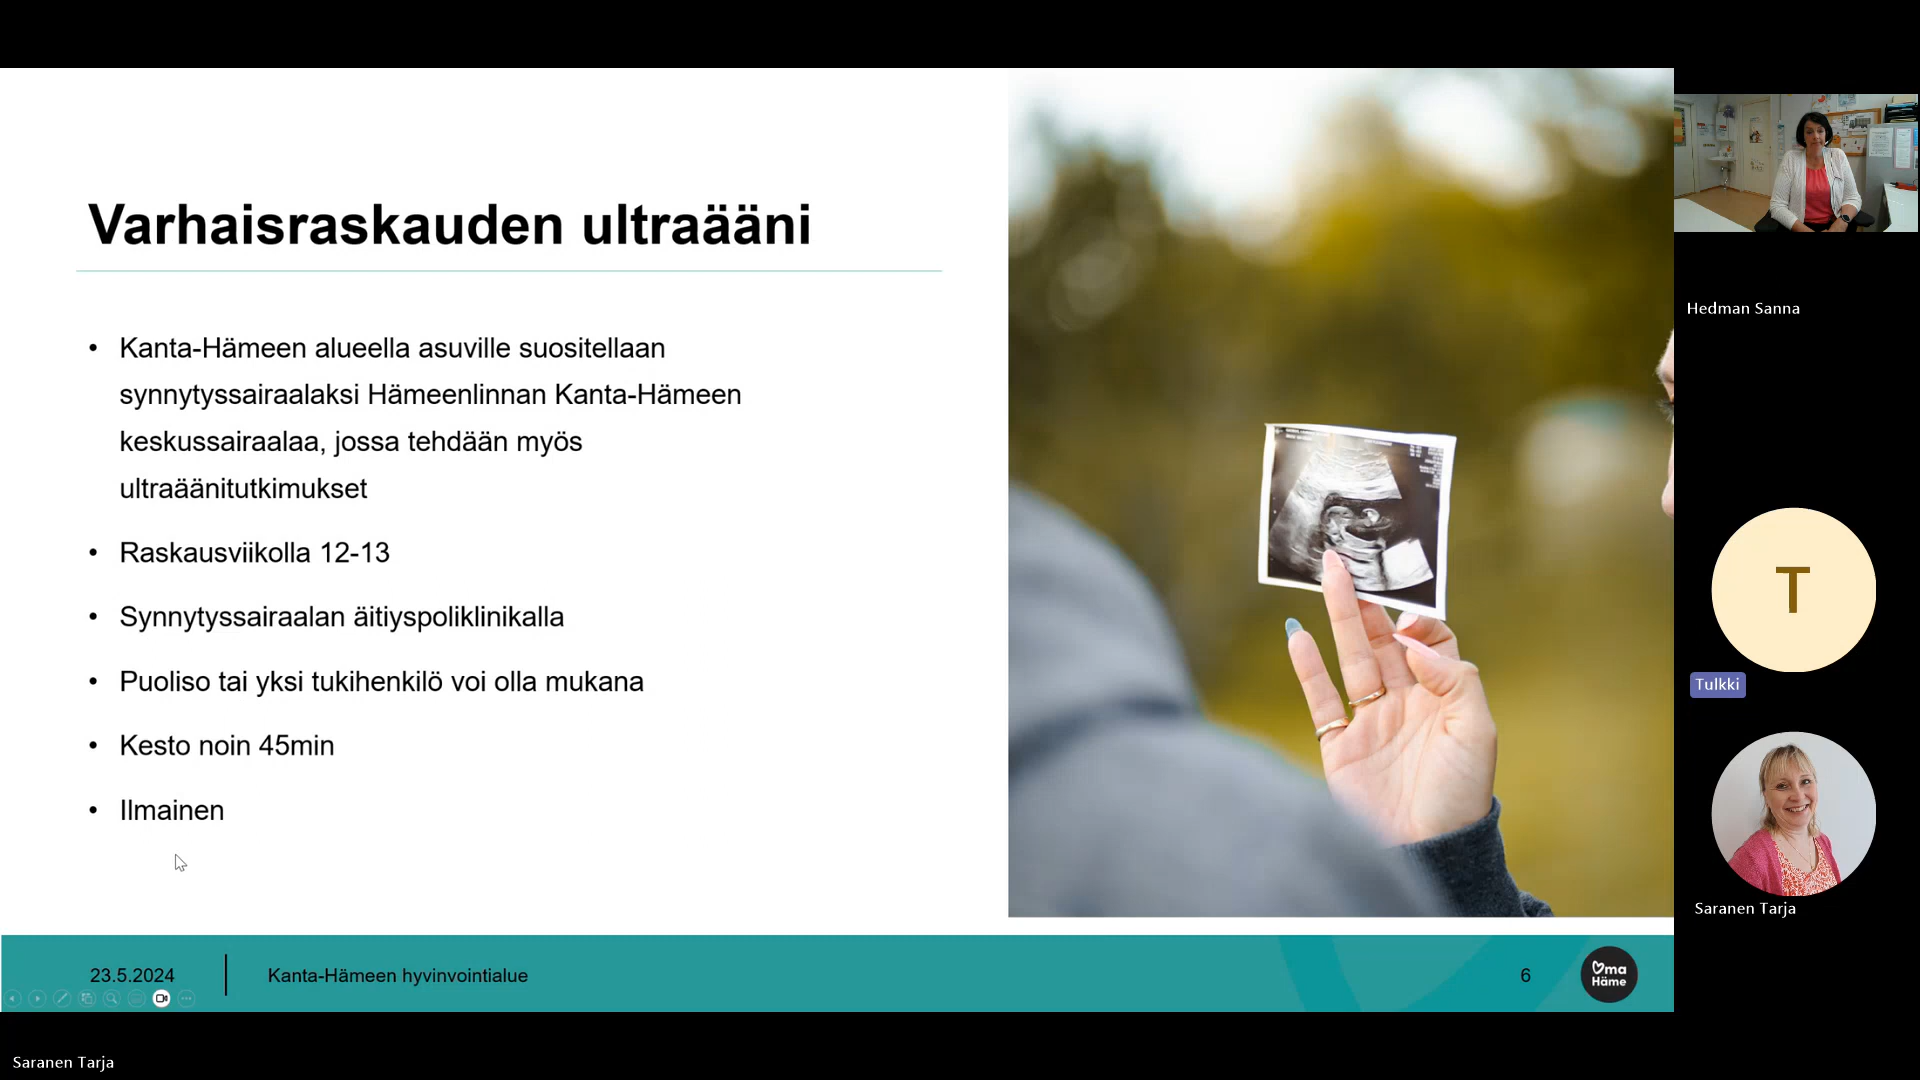 Varhaisraskauden ultraääni
• Kanta-Hämeen alueella asuville suositellaan
synnytyssairaalaksi Hämeenlinnan Kanta-Hämeen
keskussairaalaa, jossa tehdään myös
ultraäänitutkimukset
• Raskausviikolla 12-13
• Synnytyssairaalan äitiyspoliklinikalla
• Puoliso tai yksi tukihenkilö voi olla mukana
• Kesto noin 45min
• Ilmainen
23.5.2024
Kanta-Hämeen hyvinvointialue
6
Oma
Häme
Hedman Sanna
T
Tulkki
Saranen Tarja
Saranen Tarja